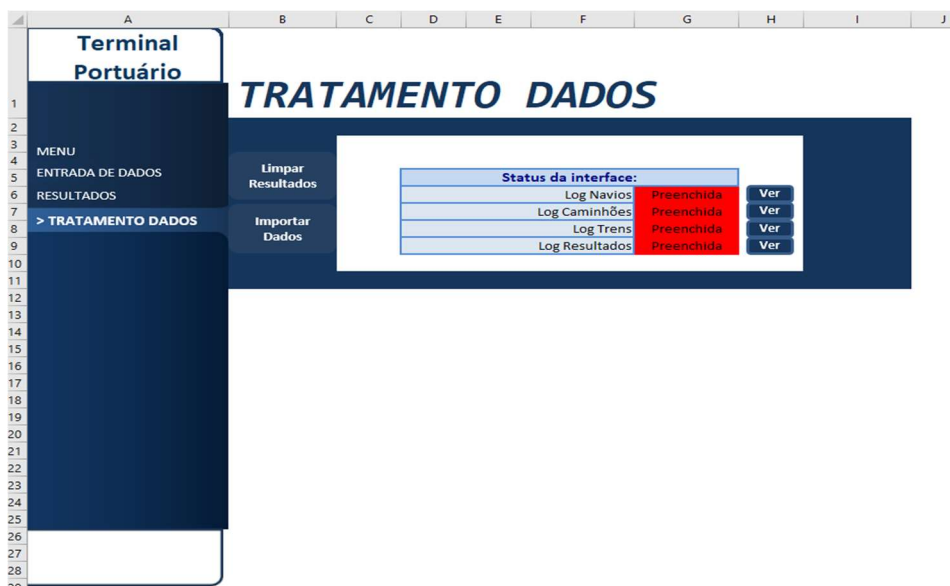 A B C D E F G H I J
Terminal
Portuário
1
TRATAMENTO DADOS
2
3
MENU
4
ENTRADA DE DADOS
5
RESULTADOS
6
> TRATAMENTO DADOS
7
8
9
Limpar
Resultados
Importar
Dados
Status da interface:
Log Navios Preenchida Ver
Log Caminhões Preenchida Ver
Log Trens Preenchida Ver
Log Resultados Preenchida Ver
10
11
12
13
14
15
16
17
18
19
20
21
22
23
24
25
26
27
28